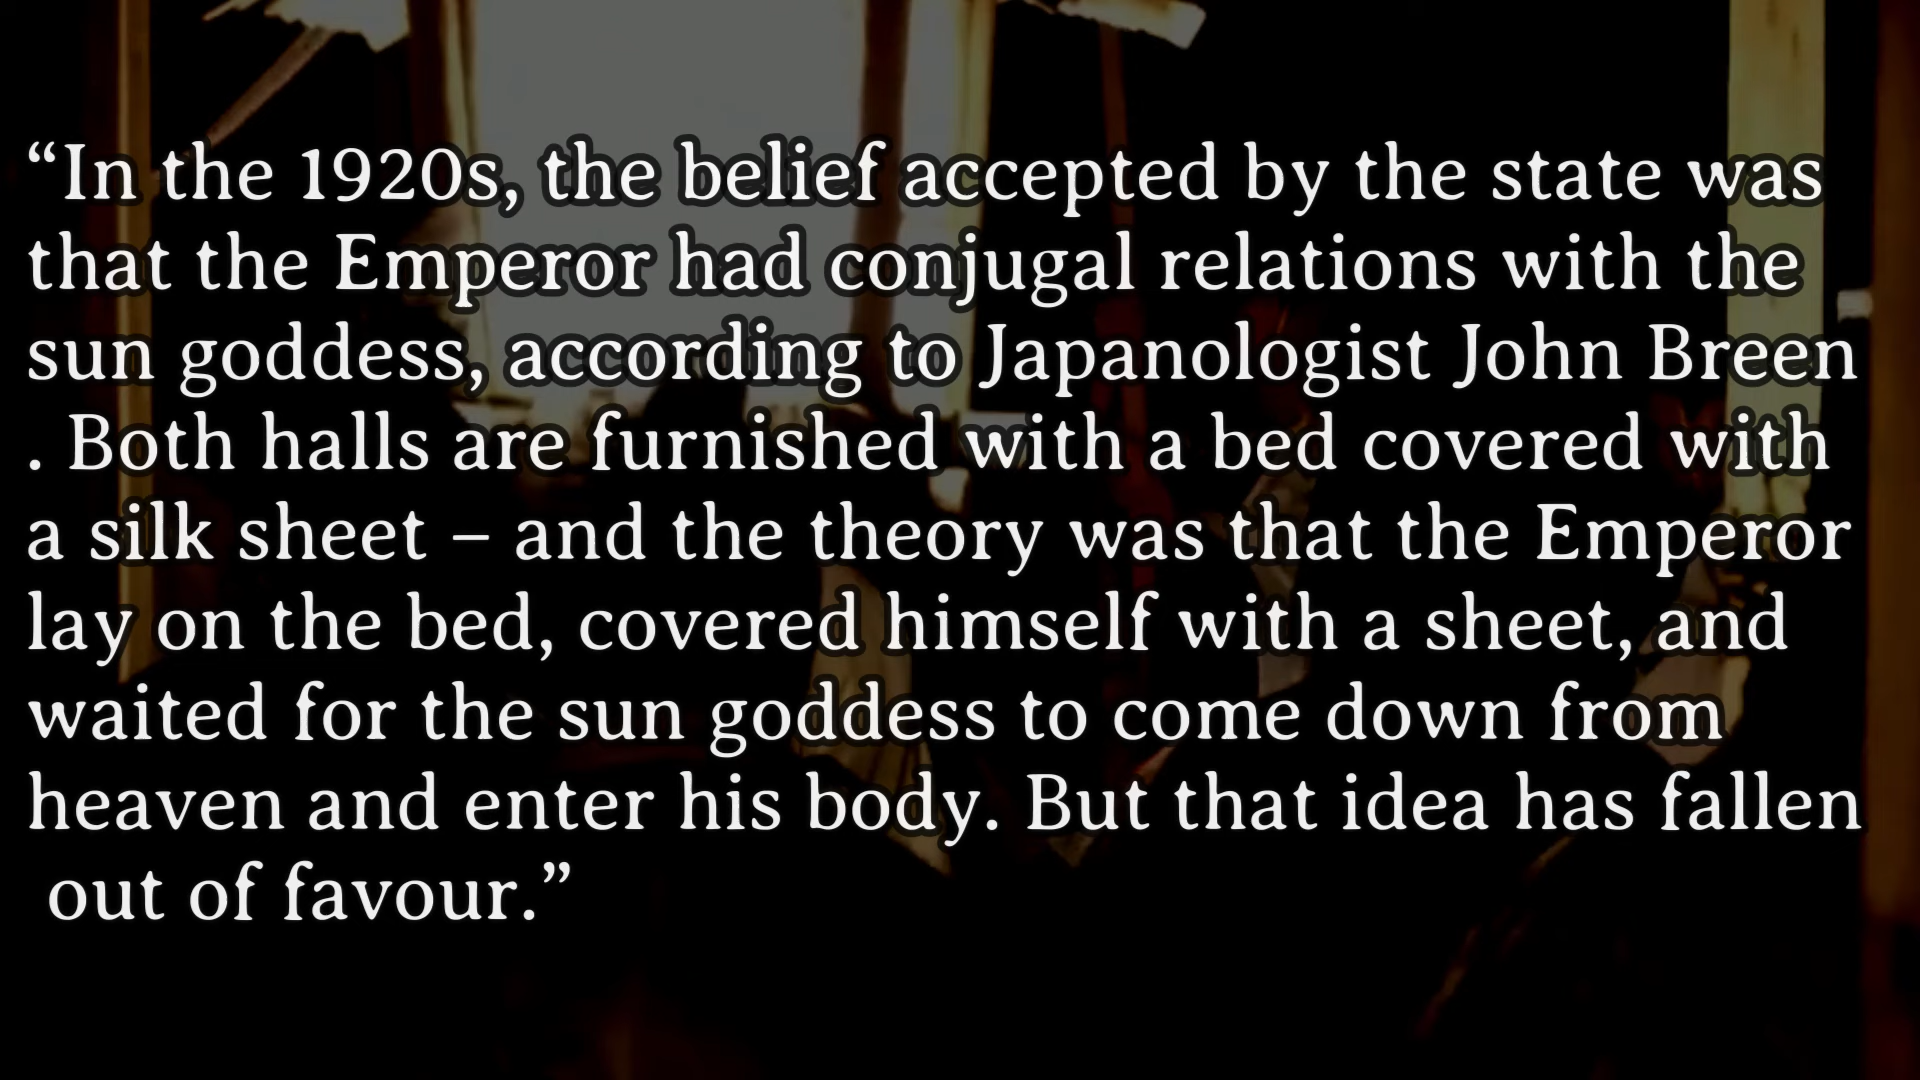 “In the 1920s, the belief accepted by the state was
that the Emperor had conjugal relations with the
sun goddess, according to Japanologist John Breen
. Both halls are furnished with a bed covered with
a silk sheet – and the theory was that the Emperor
lay on the bed, covered himself with a sheet, and
waited for the sun goddess to come down from
heaven and enter his body. But that idea has fallen
out of favour.”